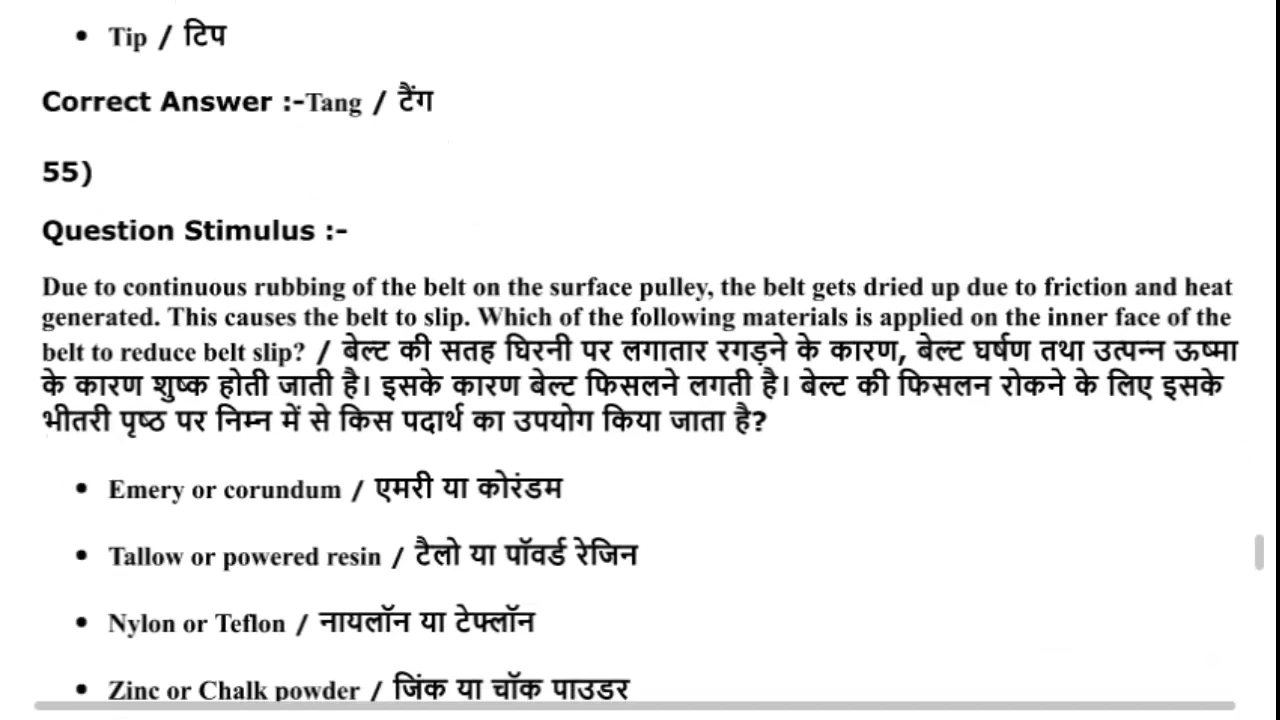 • Tip / टिप
Correct Answer :-Tang / टैंग
55)
Question Stimulus :-
Due to continuous rubbing of the belt on the surface pulley, the belt gets dried up due to friction and heat
generated. This causes the belt to slip. Which of the following materials is applied on the inner face of the
belt to reduce belt slip? / बेल्ट की सतह घिरनी पर लगातार रगड़ने के कारण, बेल्ट घर्षण तथा उत्पन्न ऊष्मा
के कारण शुष्क होती जाती है। इसके कारण बेल्ट फिसलने लगती है। बेल्ट की फिसलन रोकने के लिए इसके
भीतरी पृष्ठ पर निम्न में से किस पदार्थ का उपयोग किया जाता है?
• Emery or corundum / एमरी या कोरंडम
• Tallow or powered resin / टैलो या पॉवर्ड रेजिन
• Nylon or Teflon / नायलॉन या टेफ्लॉन
• Zinc or Chalk powder / जिंक या चॉक पाउडर